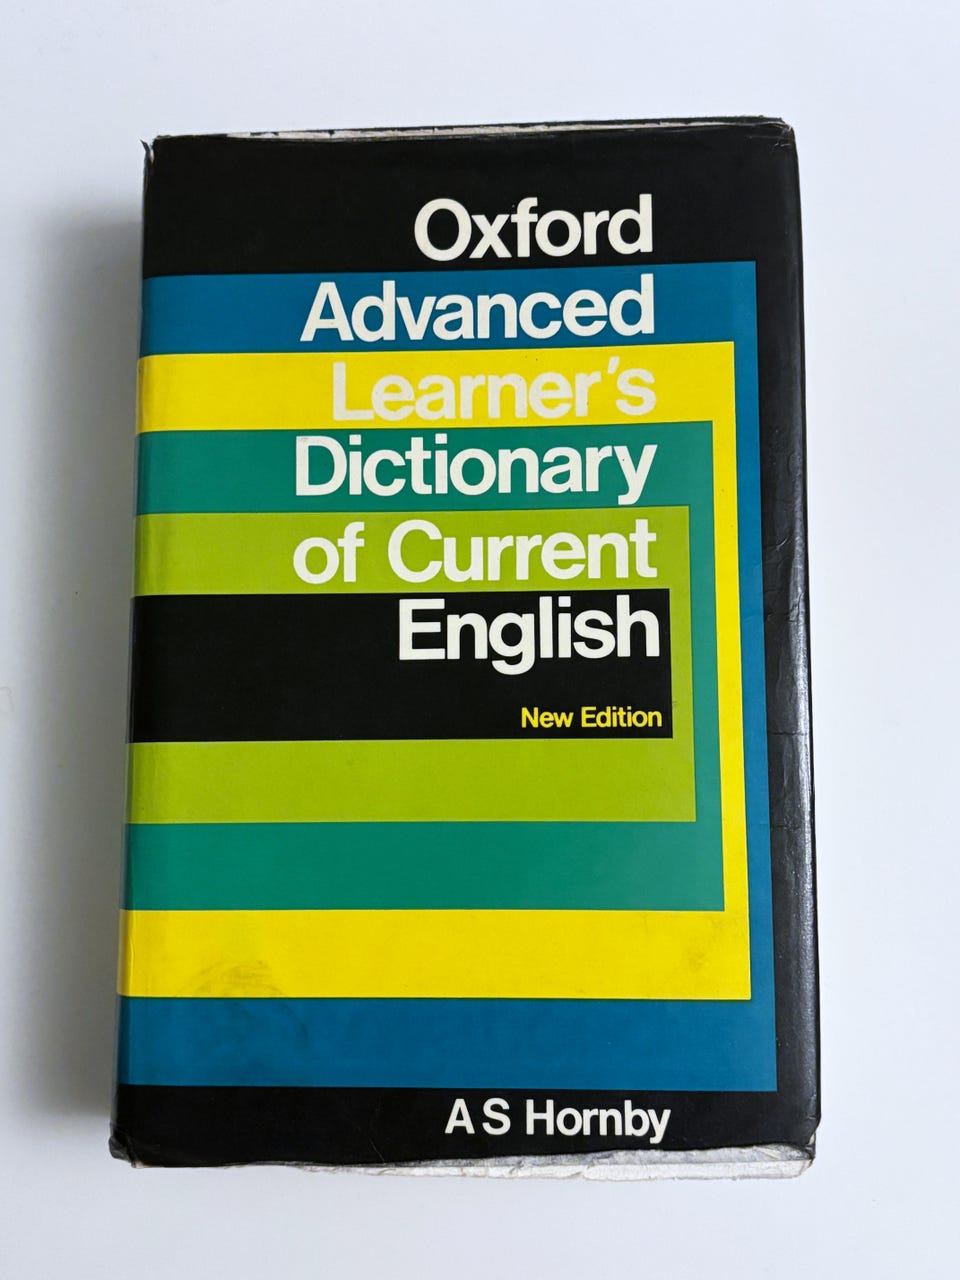 Oxford
Advanced
Learner's
Dictionary
of Current
English
New Edition
A S Hornby